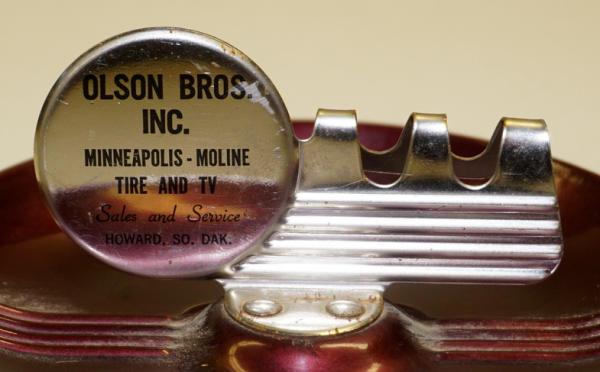 OLSON BROS.
INC.
MINNEAPOLIS - MOLINE
TIRE AND TV
Sales and Service
HOWARD, SO. DAK.